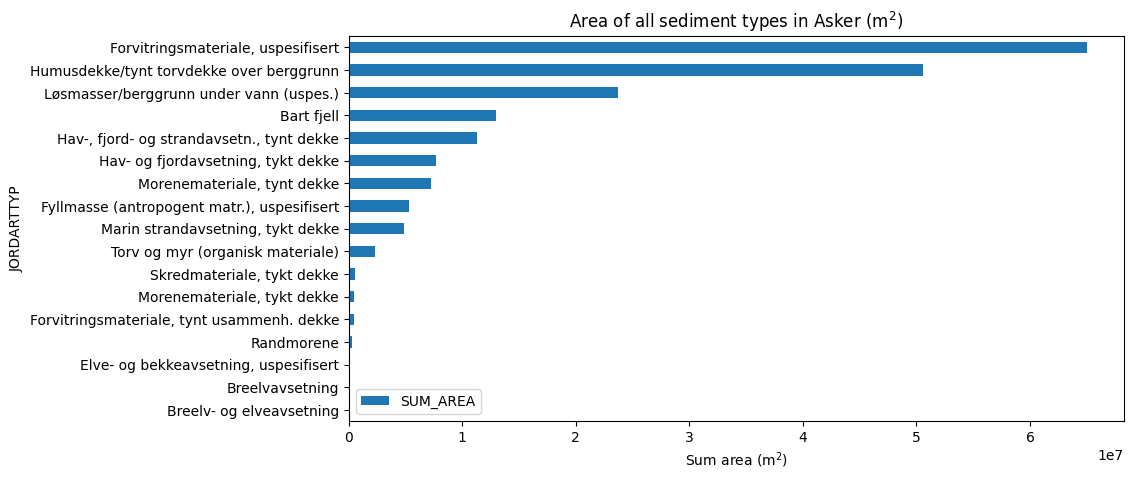 Area of all sediment types in Asker (m²)
Forvitringsmateriale, uspesifisert
Humusdekke/tynt torvdekke over berggrunn
Løsmasser/berggrunn under vann (uspes.)
Bart fjell
Hav-, fjord- og strandavsetn., tynt dekke
Hav- og fjordavsetning, tykt dekke
Morenemateriale, tynt dekke
Fyllmasse (antropogent matr.), uspesifisert
Marin strandavsetning, tykt dekke
Torv og myr (organisk materiale)
Skredmateriale, tykt dekke
Morenemateriale, tykt dekke
Forvitringsmateriale, tynt usammenh. dekke
Randmorene
Elve- og bekkeavsetning, uspesifisert
Breelvavsetning
Breelv- og elveavsetning
JORDARTTYP
SUM_AREA
0 1 2 3 4 5 6
1e7
Sum area (m²)